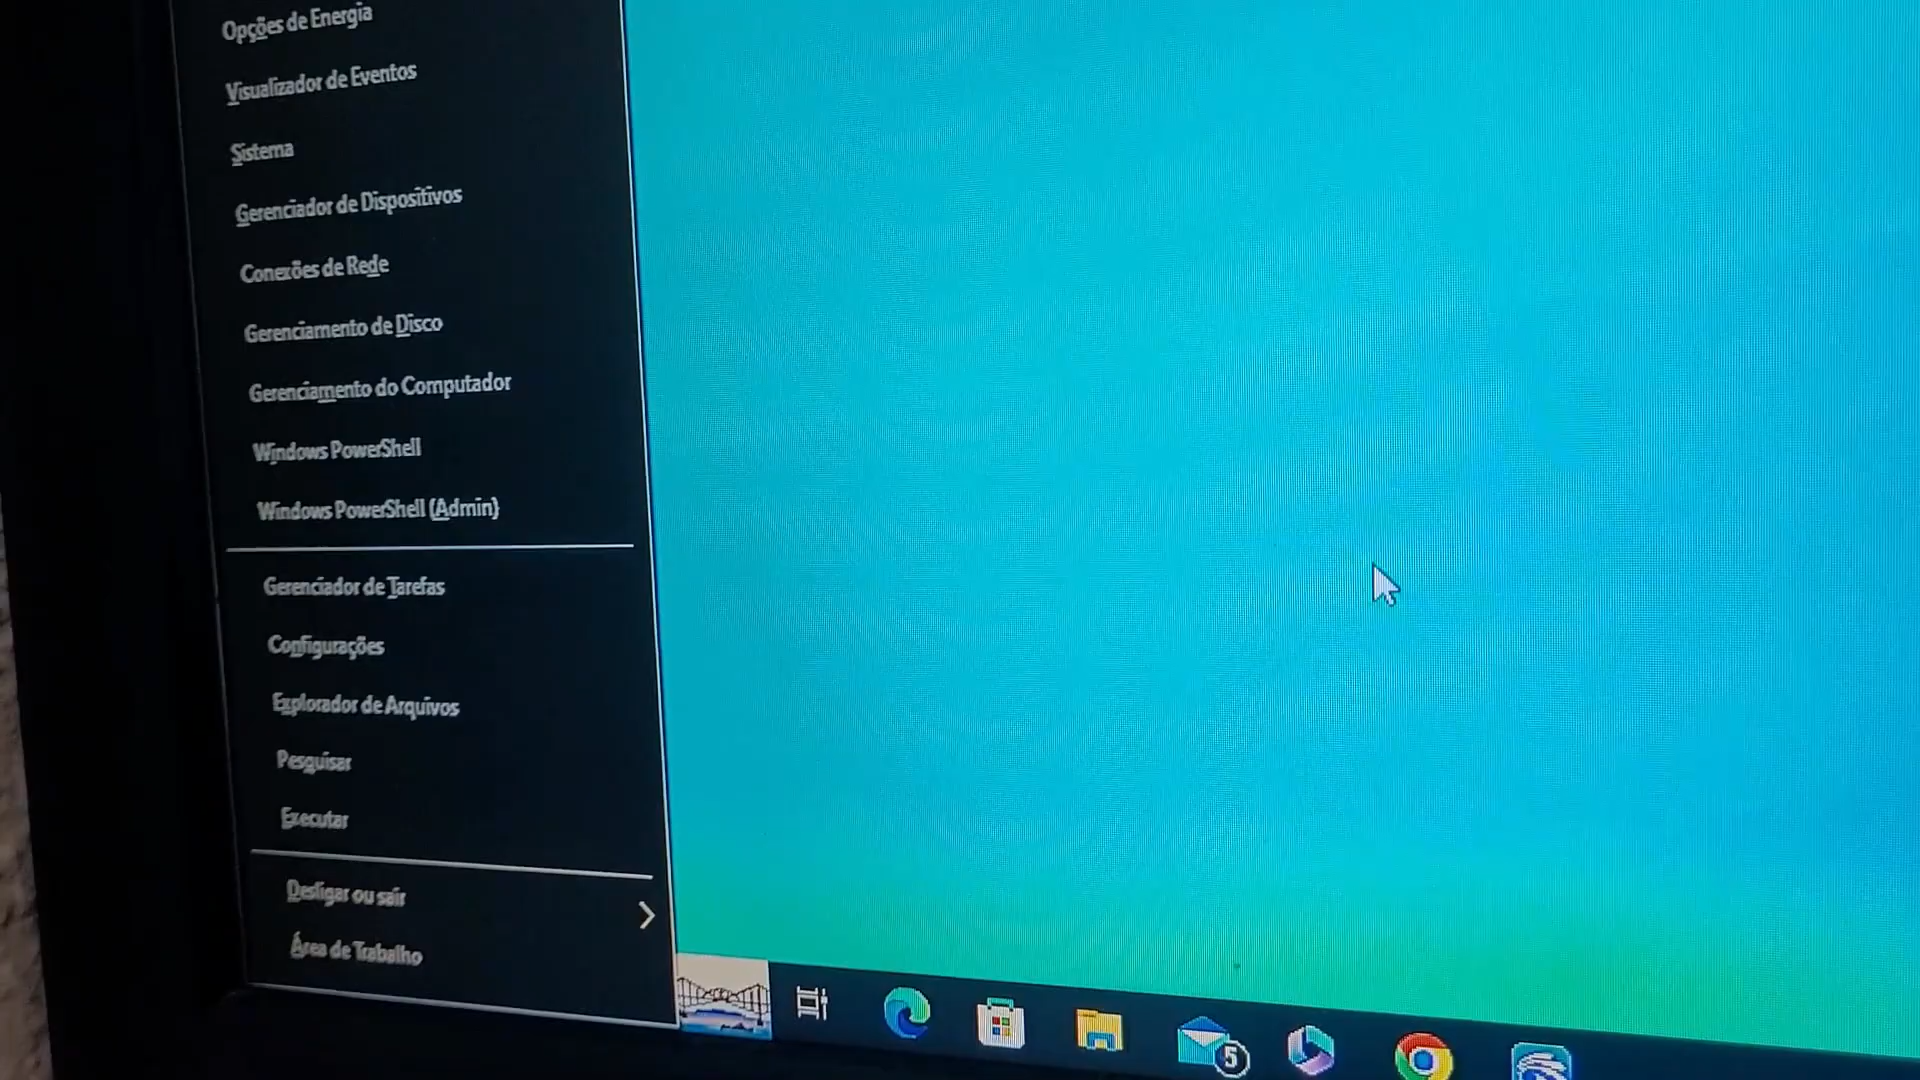 Opções de Energia
Visualizador de Eventos
Sistema
Gerenciador de Dispositivos
Conexões de Rede
Gerenciamento de Disco
Gerenciamento do Computador
Windows PowerShell
Windows PowerShell (Admin)
Gerenciador de Tarefas
Configurações
Explorador de Arquivos
Pesquisar
Executar
Desligar ou sair
Área de Trabalho
5